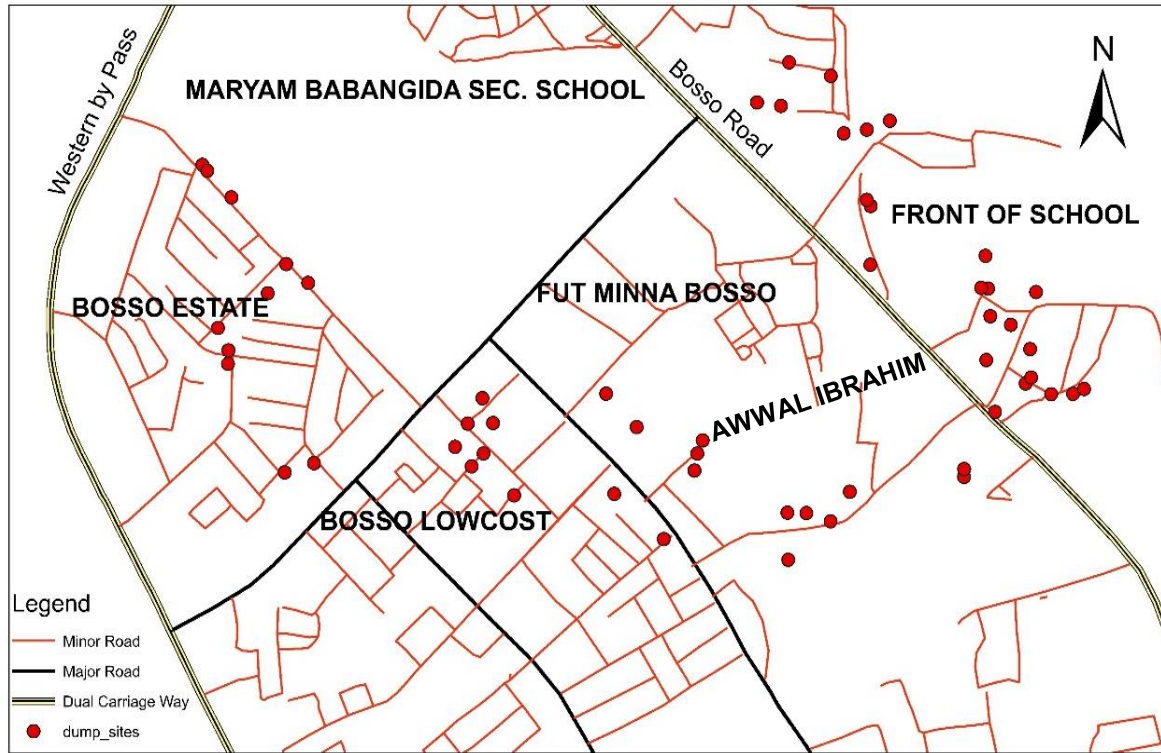 Western by Pass
MARYAM BABANGIDA SEC. SCHOOL
Bosso Road
N
FRONT OF SCHOOL
BOSSO ESTATE
FUT MINNA BOSSO
AWWAL IBRAHIM
BOSSO LOWCOST
Legend
Minor Road
Major Road
Dual Carriage Way
dump_sites